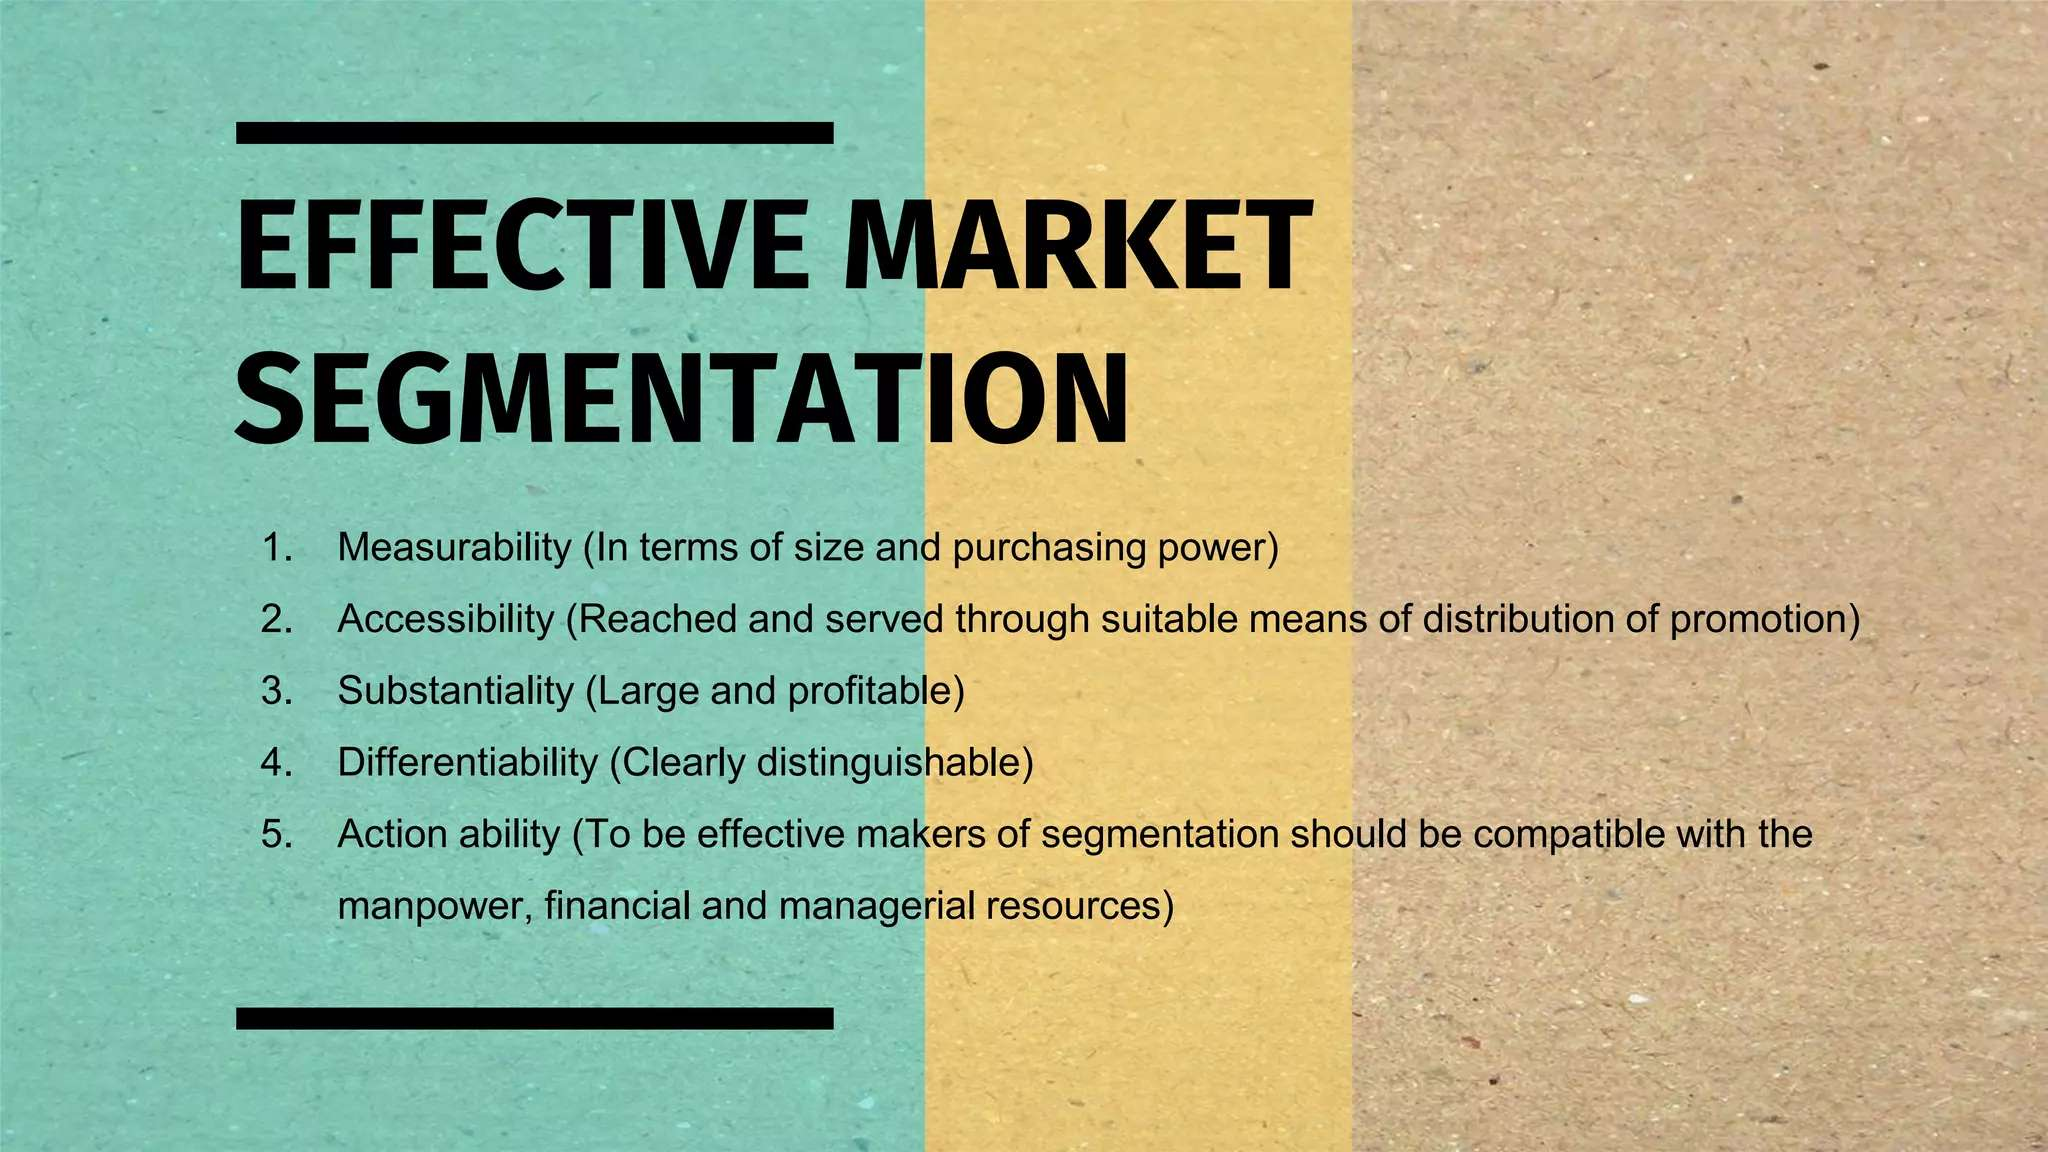 EFFECTIVE MARKET
SEGMENTATION
1. Measurability (In terms of size and purchasing power)
2. Accessibility (Reached and served through suitable means of distribution of promotion)
3. Substantiality (Large and profitable)
4. Differentiability (Clearly distinguishable)
5. Action ability (To be effective makers of segmentation should be compatible with the
manpower, financial and managerial resources)